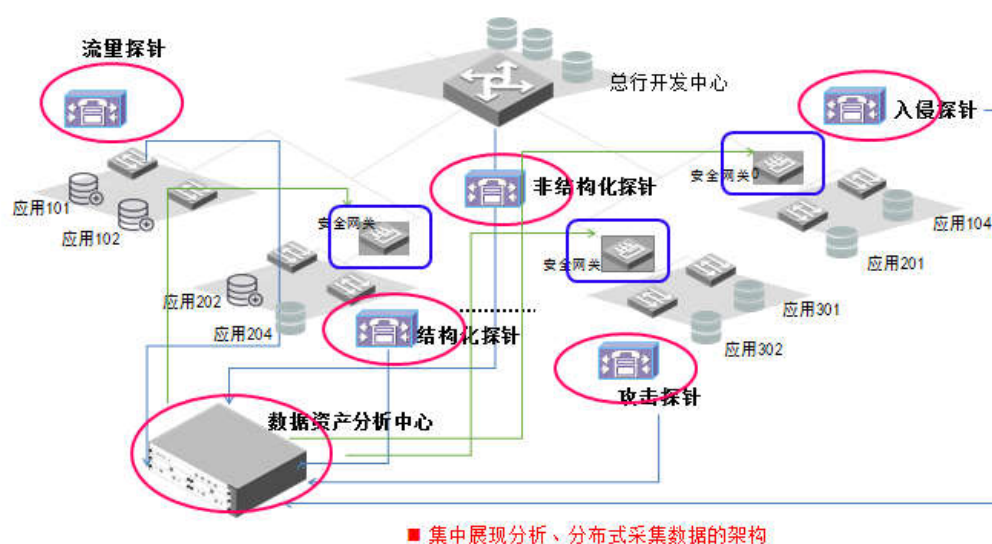 流量探针
总行开发中心
入侵探针
安全网关0
非结构化探针
应用101
应用102
安全网关
应用104
安全网关
应用201
应用202
应用204
应用301
结构化探针
应用302
攻击探针
数据资产分析中心
■ 集中展现分析、分布式采集数据的架构